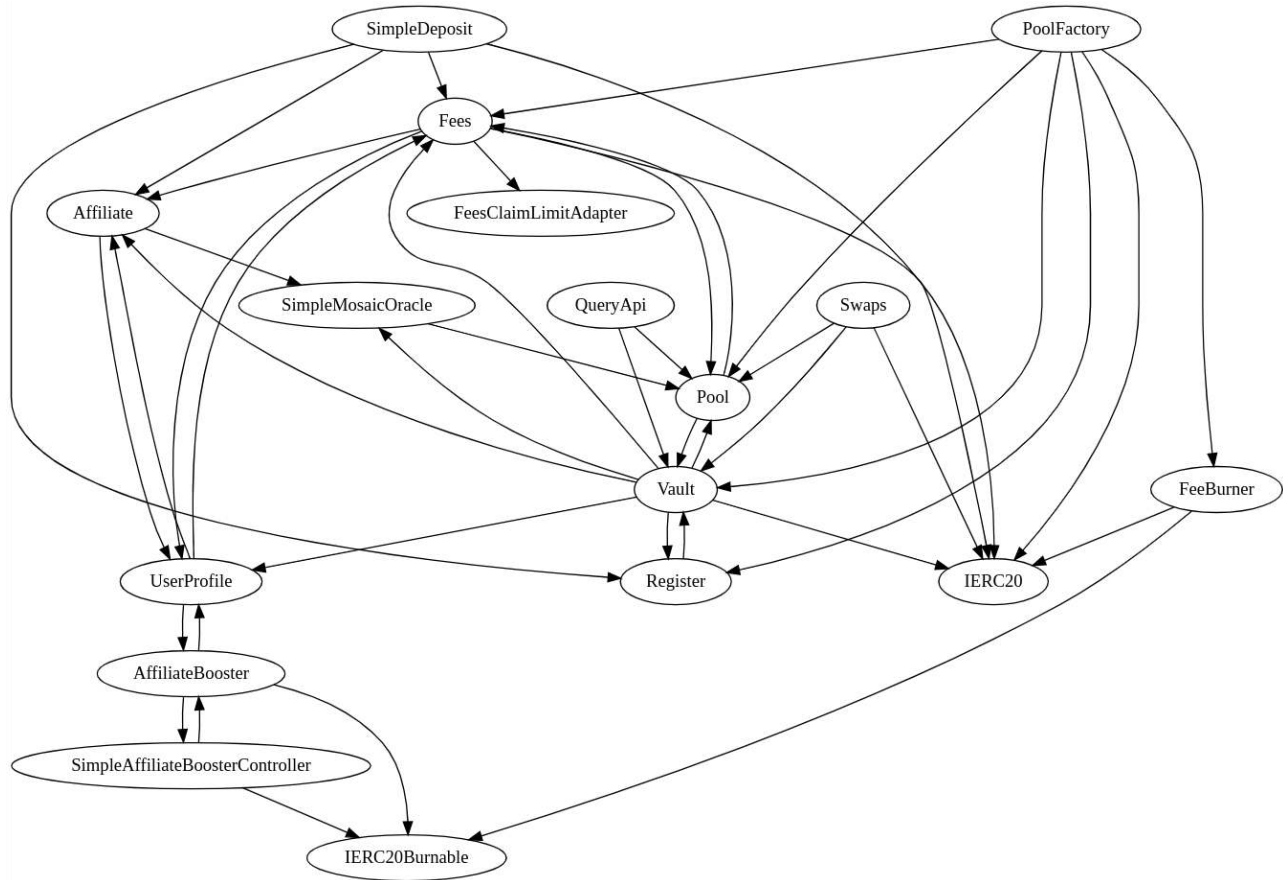 SimpleDeposit
PoolFactory
Fees
Affiliate
FeesClaimLimitAdapter
SimpleMosaicOracle
QueryApi
Swaps
Pool
Vault
FeeBurner
UserProfile
Register
IERC20
AffiliateBooster
SimpleAffiliateBoosterController
IERC20Burnable